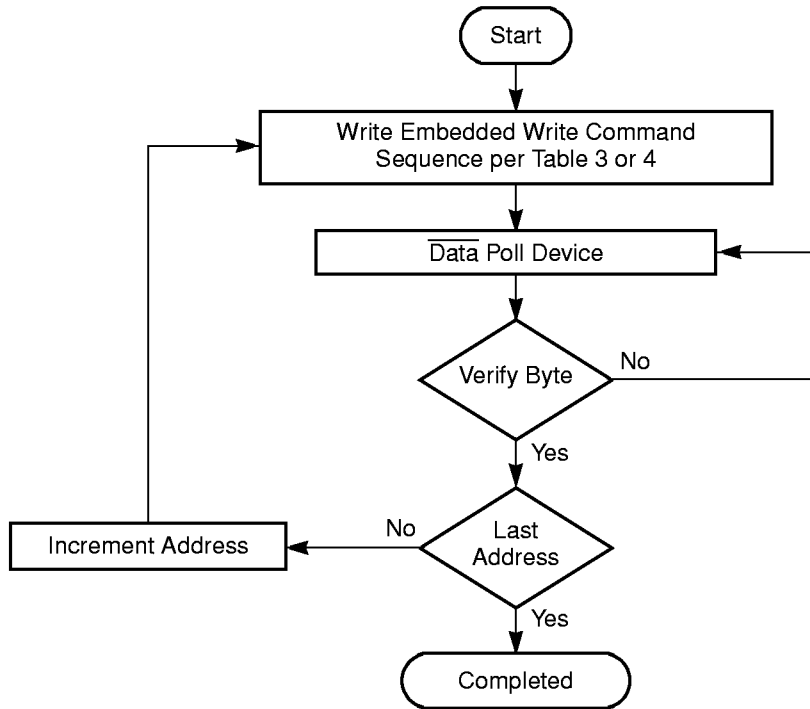 Start
Write Embedded Write Command
Sequence per Table 3 or 4
Data Poll Device
Verify Byte
No
Yes
No
Last
Address
Increment Address
Yes
Completed